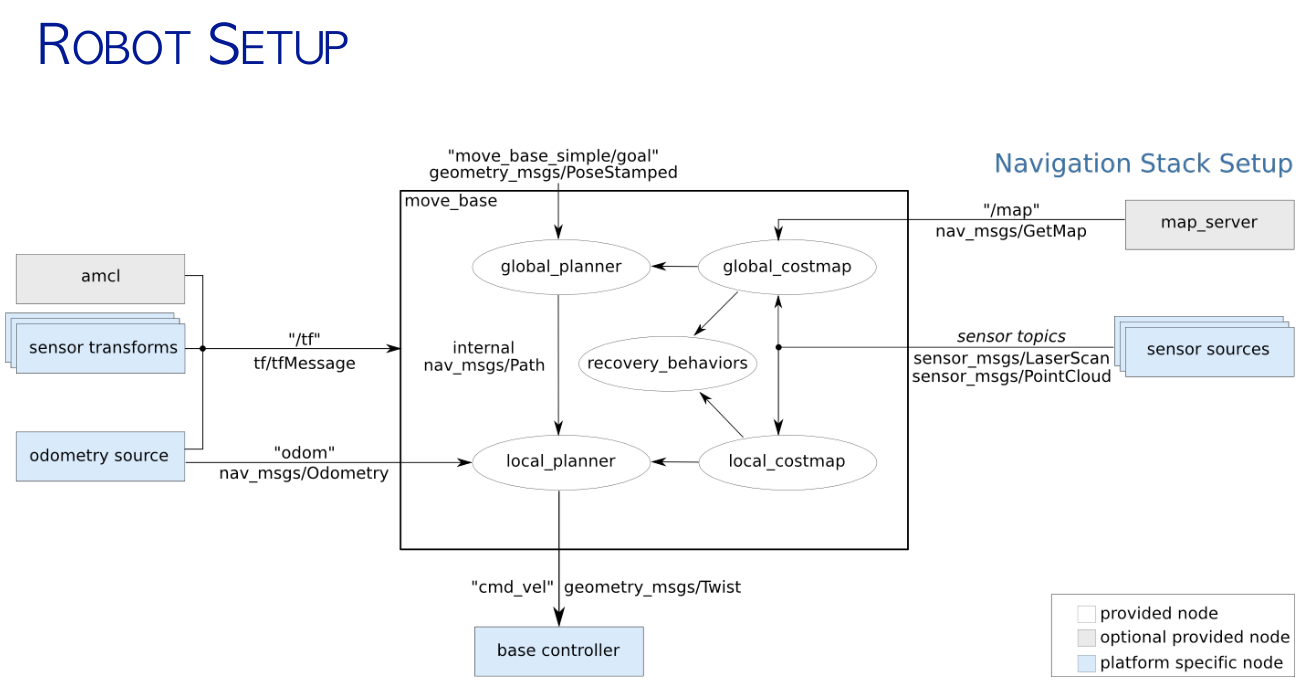 ROBOT SETUP
Navigation Stack Setup
"move_base_simple/goal"
geometry_msgs/PoseStamped
move_base
"/map"
nav_msgs/GetMap
map_server
amcl
global_planner
global_costmap
sensor transforms
"/tf"
tf/tfMessage
internal
nav_msgs/Path
recovery_behaviors
sensor topics
sensor_msgs/LaserScan
sensor_msgs/PointCloud
sensor sources
odometry source
"odom"
nav_msgs/Odometry
local_planner
local_costmap
"cmd_vel" geometry_msgs/Twist
base controller
provided node
optional provided node
platform specific node